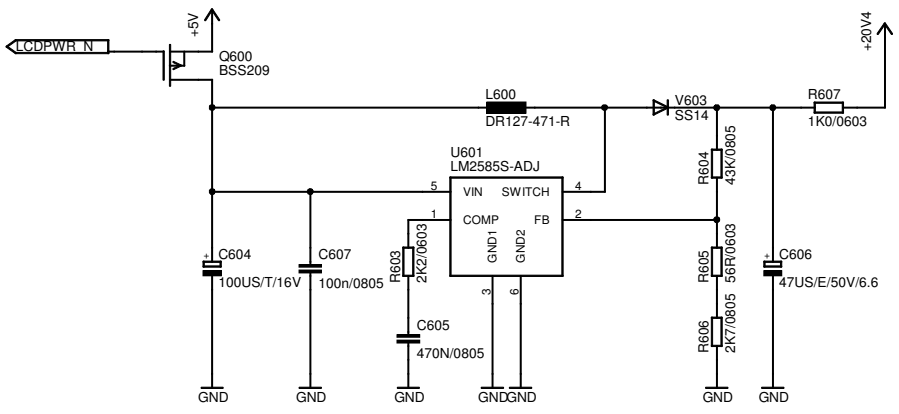 +5V
LCDPWR_N
Q600
BSS209
+20V4
L600
DR127-471-R
V603
SS14
R607
1K0/0603
U601
LM2585S-ADJ
R604
43K/0805
5
VIN
SWITCH
4
1
COMP
FB
2
GND1
GND2
3
6
C604
100US/T/16V
C607
100n/0805
R603
2K2/0603
C605
470N/0805
R605
56R/0603
R606
2K7/0805
C606
47US/E/50V/6.6
+
+
GND
GND
GND
GND
GND
GND
GND